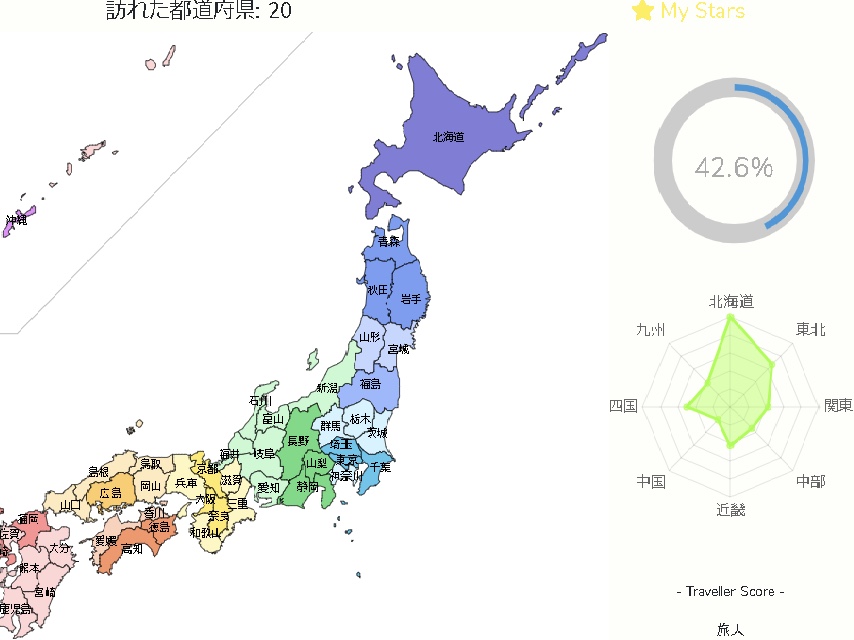 訪れた都道府県: 20
My Stars
北海道
42.6%
沖縄
青森
秋田
岩手
山形
宮城
福島
新潟
石川
富山
福井
岐阜
長野
群馬
栃木
茨城
埼玉
東京
千葉
神奈川
山梨
静岡
愛知
三重
滋賀
京都
大阪
奈良
和歌山
兵庫
鳥取
島根
岡山
広島
山口
香川
徳島
愛媛
高知
福岡
佐賀
大分
熊本
宮崎
鹿児島
北海道
九州
東北
四国
関東
中国
中部
近畿
- Traveller Score -
旅人